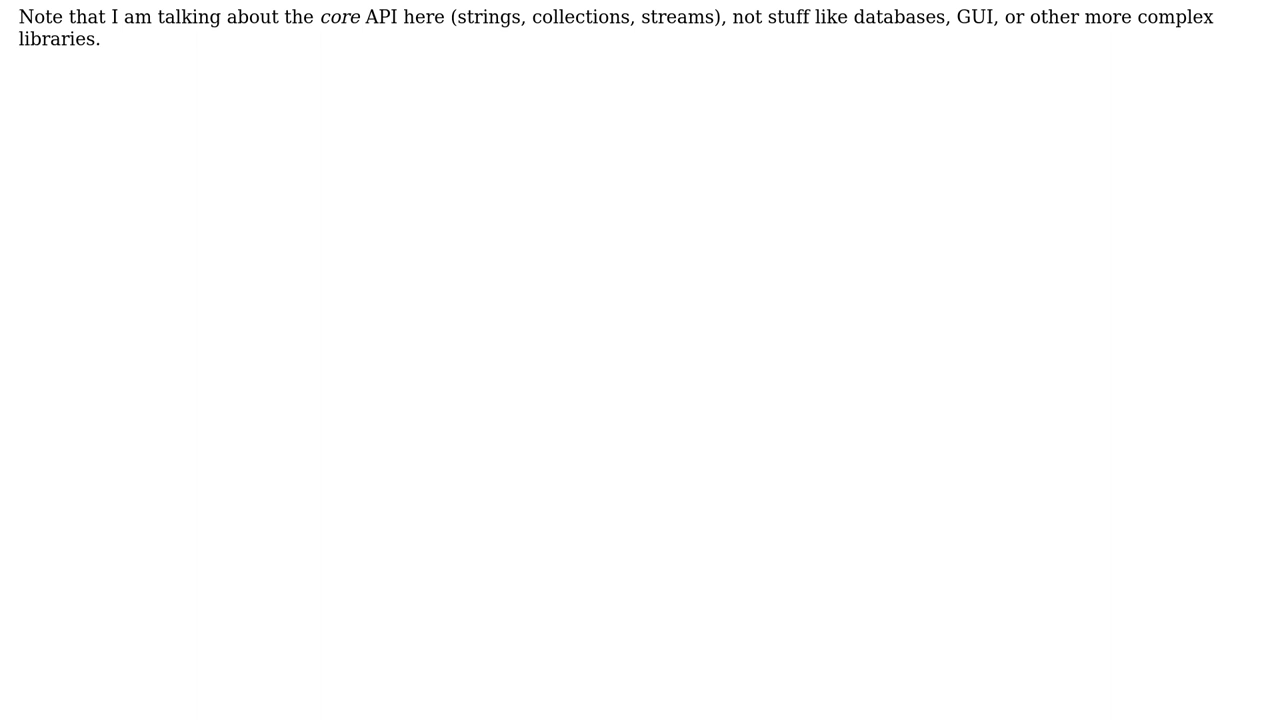 Note that I am talking about the core API here (strings, collections, streams), not stuff like databases, GUI, or other more complex
libraries.